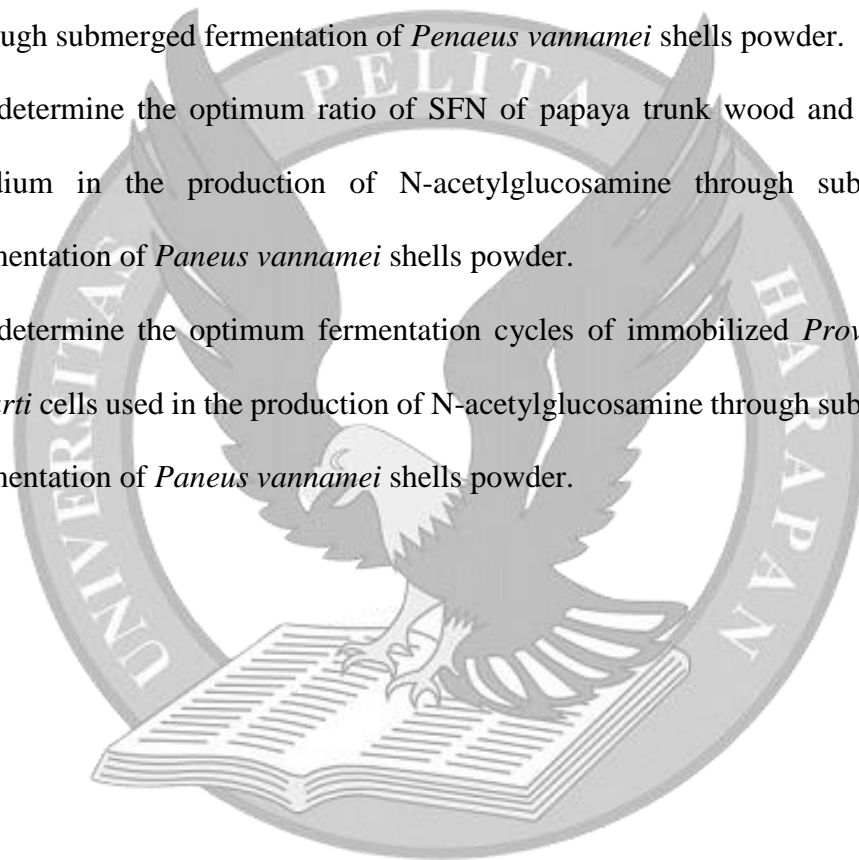 ugh submerged fermentation of Penaeus vannamei shells powder.
determine the optimum ratio of SFN of papaya trunk wood and
dium in the production of N-acetylglucosamine through sub
mentation of Paneus vannamei shells powder.
determine the optimum fermentation cycles of immobilized Prov
arti cells used in the production of N-acetylglucosamine through sub
mentation of Paneus vannamei shells powder.
UNIVERSITAS PELITA HARAPAN